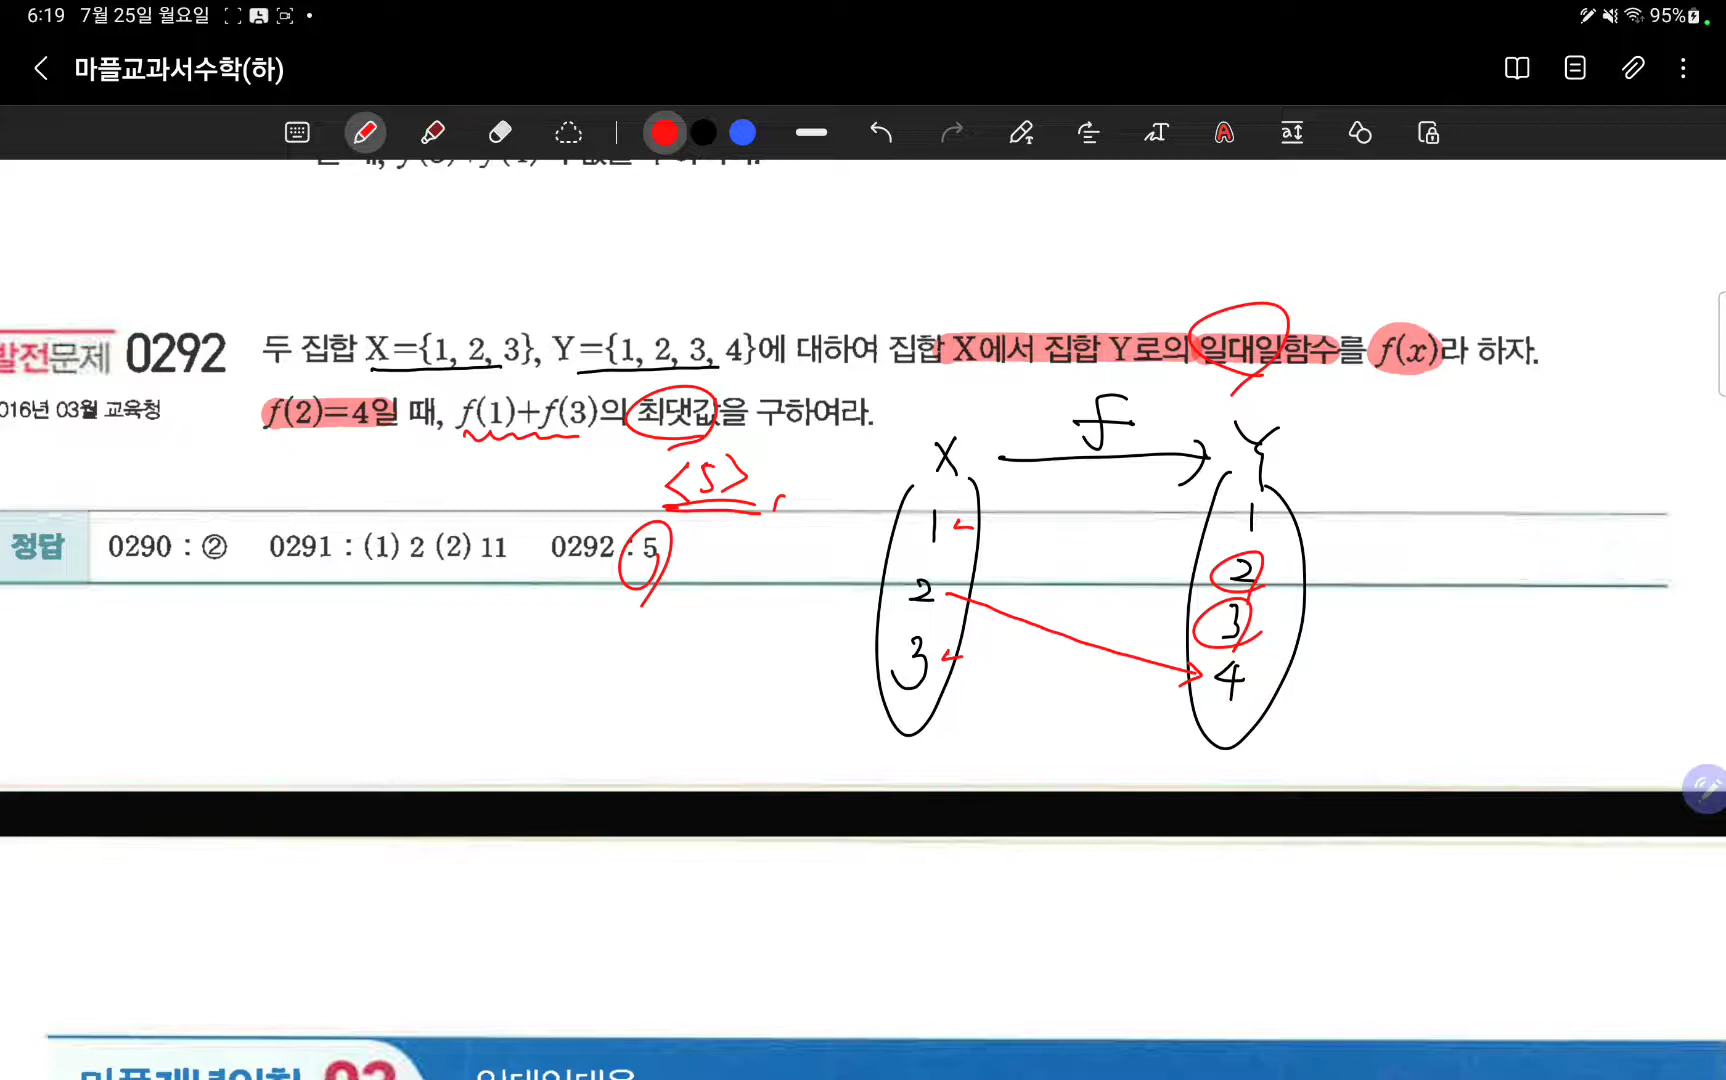 6:19 7월 25일 월요일
95%
마플교과서수학(하)
발전문제 0292 두 집합 X={1, 2, 3}, Y={1, 2, 3, 4}에 대하여 집합 X에서 집합 Y로의 일대일함수를 f(x)라 하자.
016년 03월 교육청 f(2)=4일 때, f(1)+f(3)의 최댓값을 구하여라.
<5>
정답 0290 : ② 0291 : (1) 2 (2) 11 0292 : 5
X f Y
1 1
2 2
3 3
4